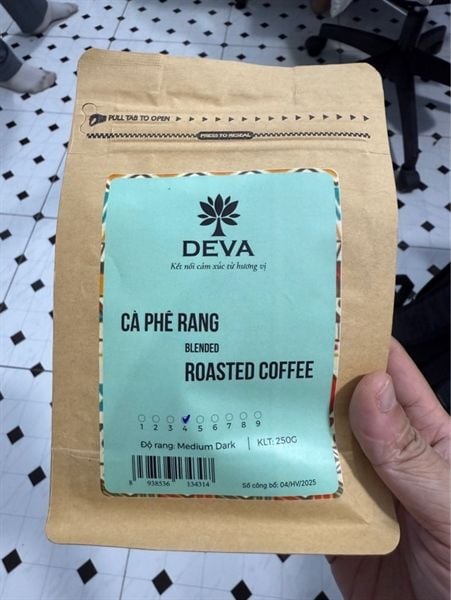 PULL TAB TO OPEN
PRESS TO RESEAL
DEVA
Kết nối cảm xúc từ hương vị
CÀ PHÊ RANG
BLENDED
ROASTED COFFEE
1 2 3 4 5 6 7 8 9
Độ rang: Medium Dark | KLT: 250G
8 938536 134314
Số công bố: 04/HV/2025